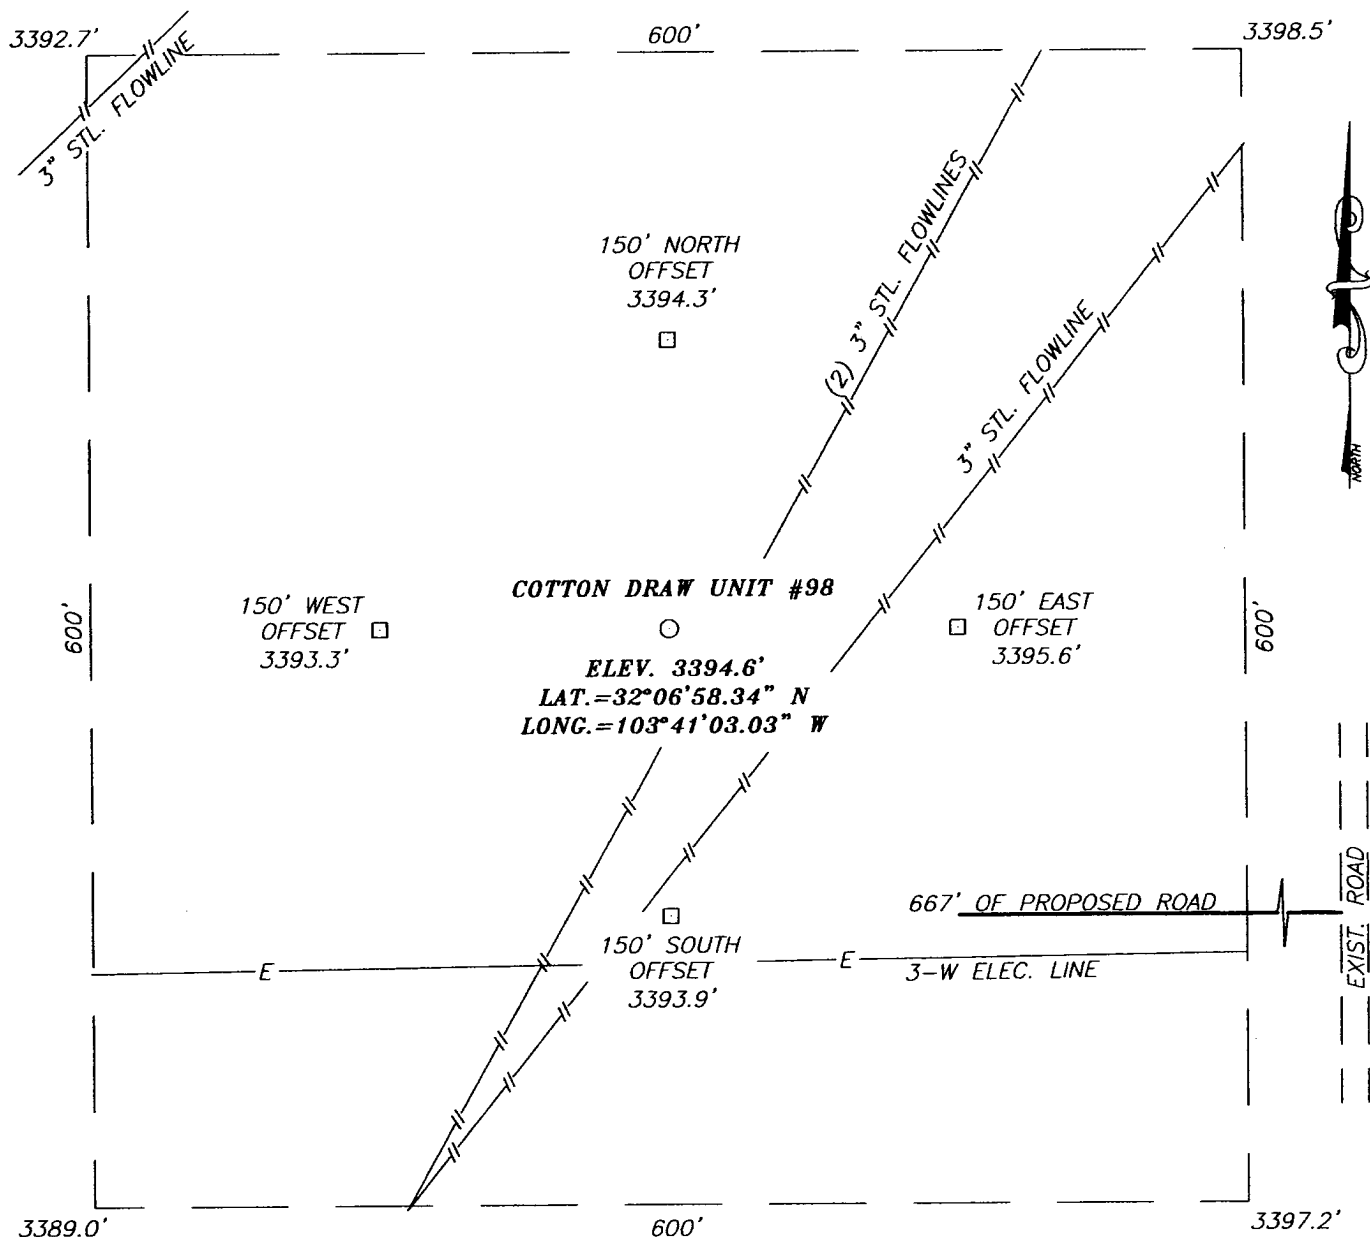 3392.7'
600'
3398.5'
3" STL. FLOWLINE
(2) 3" STL. FLOWLINES
150' NORTH
OFFSET
3394.3'
3" STL. FLOWLINE
NORTH
600'
150' WEST
OFFSET
3393.3'
COTTON DRAW UNIT #98
ELEV. 3394.6'
LAT.=32°06'58.34" N
LONG.=103°41'03.03" W
150' EAST
OFFSET
3395.6'
600'
667' OF PROPOSED ROAD
EXIST. ROAD
150' SOUTH
OFFSET
3393.9'
E
E
3-W ELEC. LINE
3389.0'
600'
3397.2'